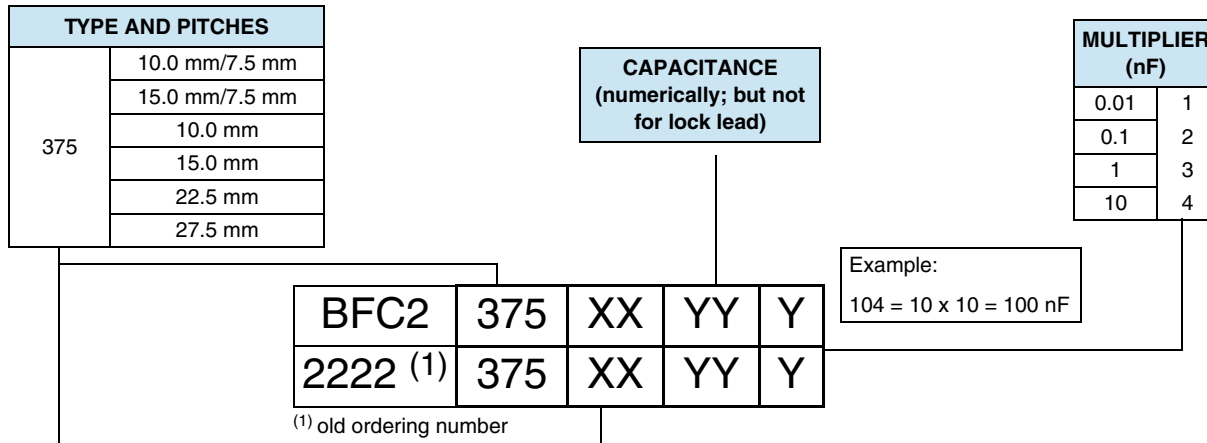 TYPE AND PITCHES
375
10.0 mm/7.5 mm
15.0 mm/7.5 mm
10.0 mm
15.0 mm
22.5 mm
27.5 mm
CAPACITANCE
(numerically; but not
for lock lead)
MULTIPLIER
(nF)
0.01 1
0.1 2
1 3
10 4
Example:
104 = 10 x 10 = 100 nF
BFC2 375 XX YY Y
2222 (1) 375 XX YY Y
(1) old ordering number